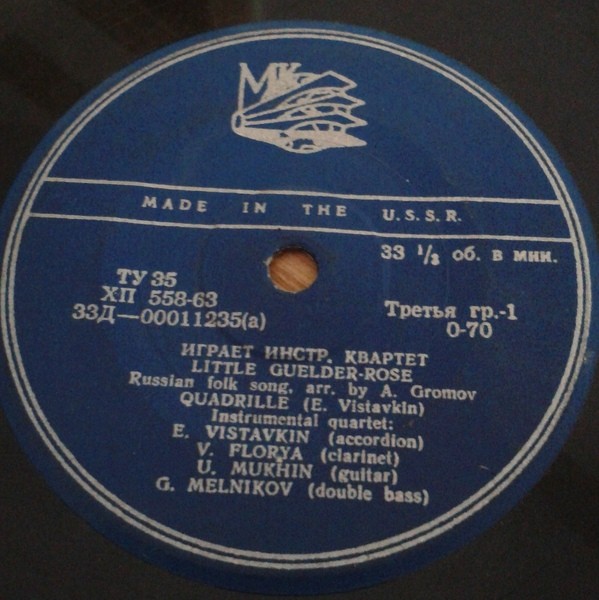 МК
MADE IN THE U.S.S.R.
33 1/3 об. в мин.
ТУ 35
ХП 558-63
33Д—00011235(a)
Третья гр.-1
0-70
ИГРАЕТ ИНСТР. КВАРТЕТ
LITTLE GUELDER-ROSE
Russian folk song, arr. by A. Gromov
QUADRILLE (E. Vistavkin)
Instrumental quartet:
E. VISTAVKIN (accordion)
V. FLORYA (clarinet)
U. MUKHIN (guitar)
G. MELNIKOV (double bass)